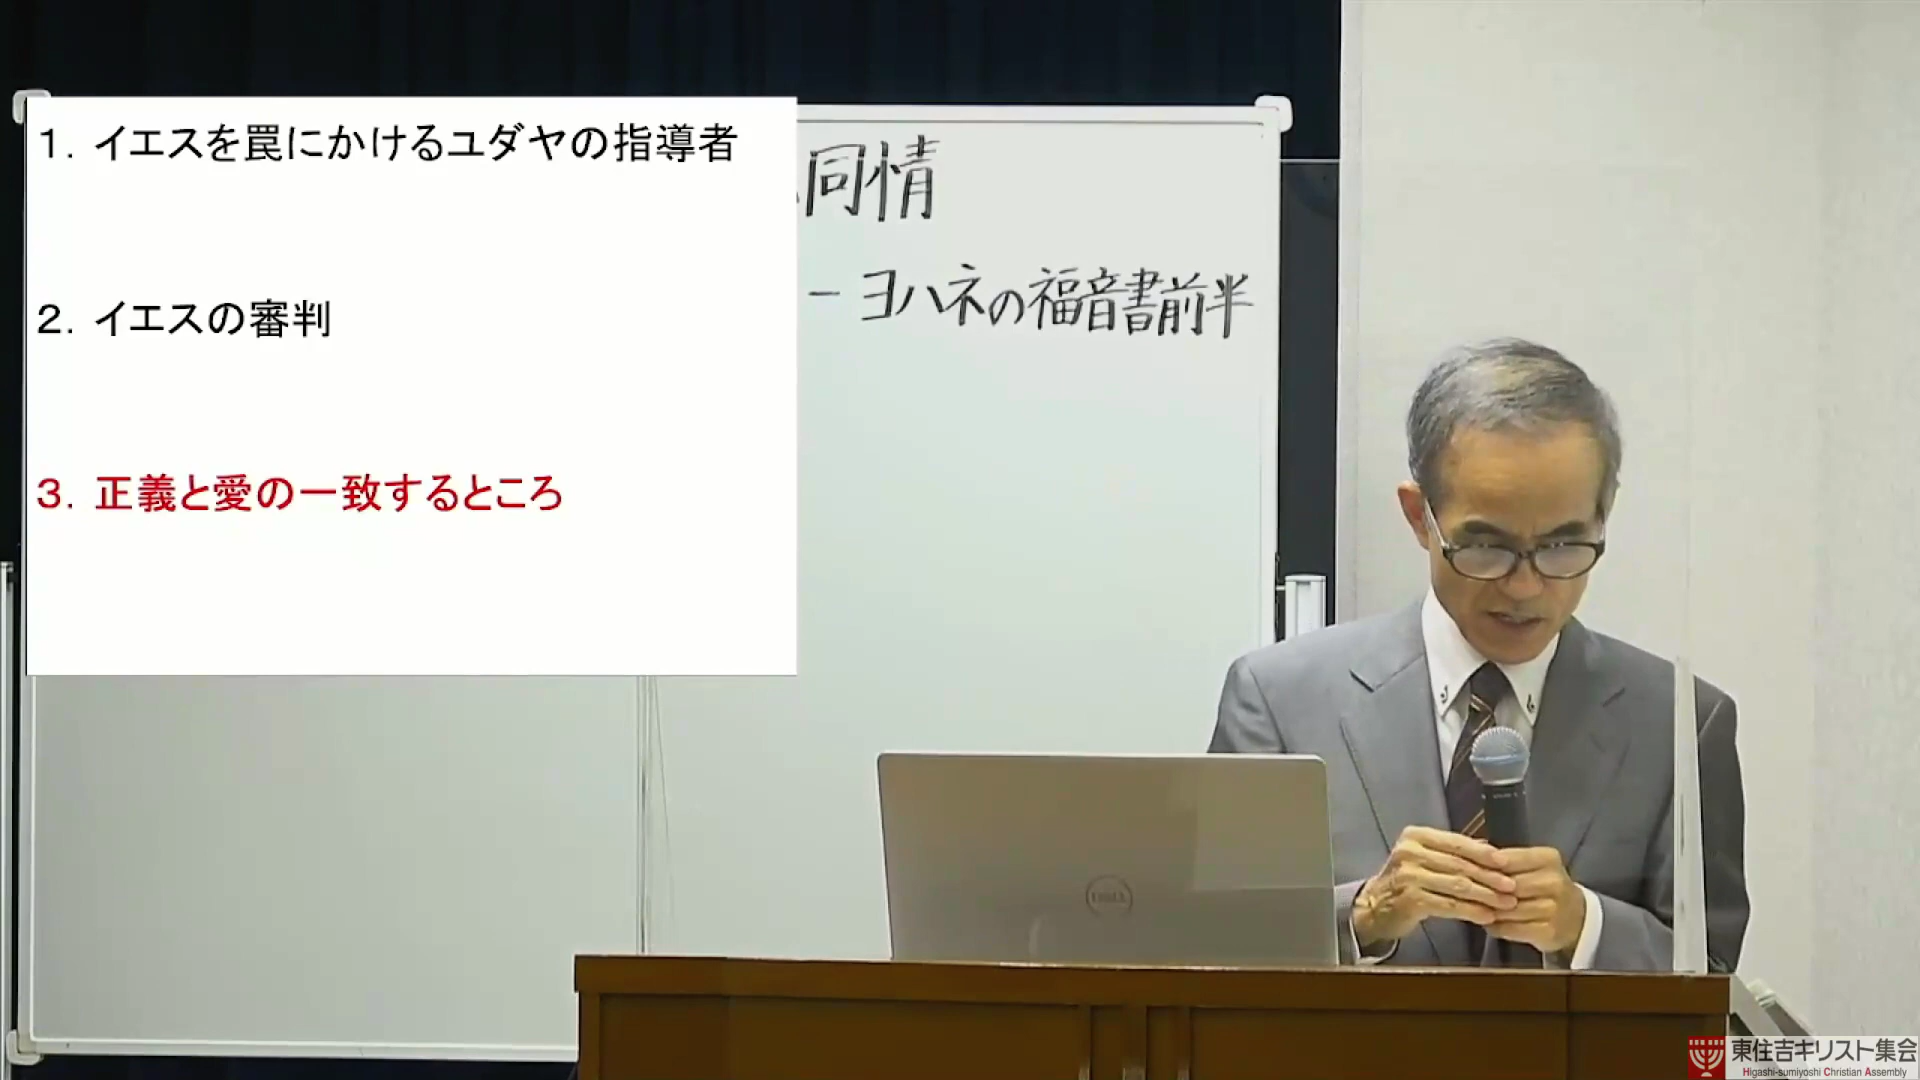 1. イエスを罠にかけるユダヤの指導者
2. イエスの審判
3. 正義と愛の一致するところ
同情
－ヨハネの福音書前半
DELL
東住吉キリスト集会
Higashi-sumiyoshi Christian Assembly